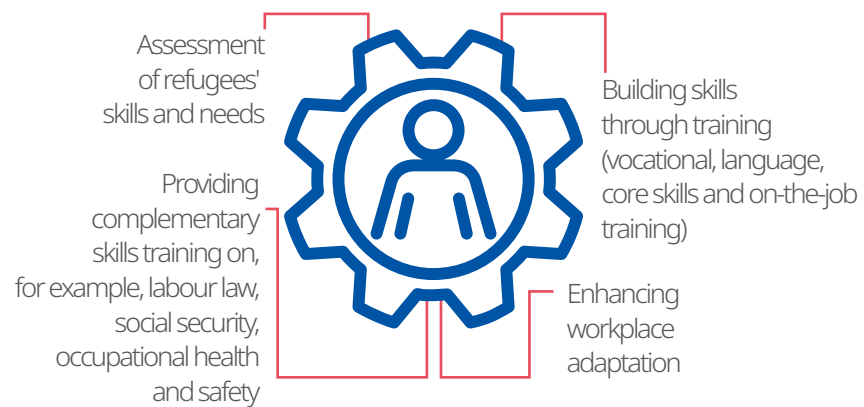 Assessment
of refugees'
skills and needs
Building skills
through training
(vocational, language,
core skills and on-the-job
training)
Providing
complementary
skills training on,
for example, labour law,
social security,
occupational health
and safety
Enhancing
workplace
adaptation